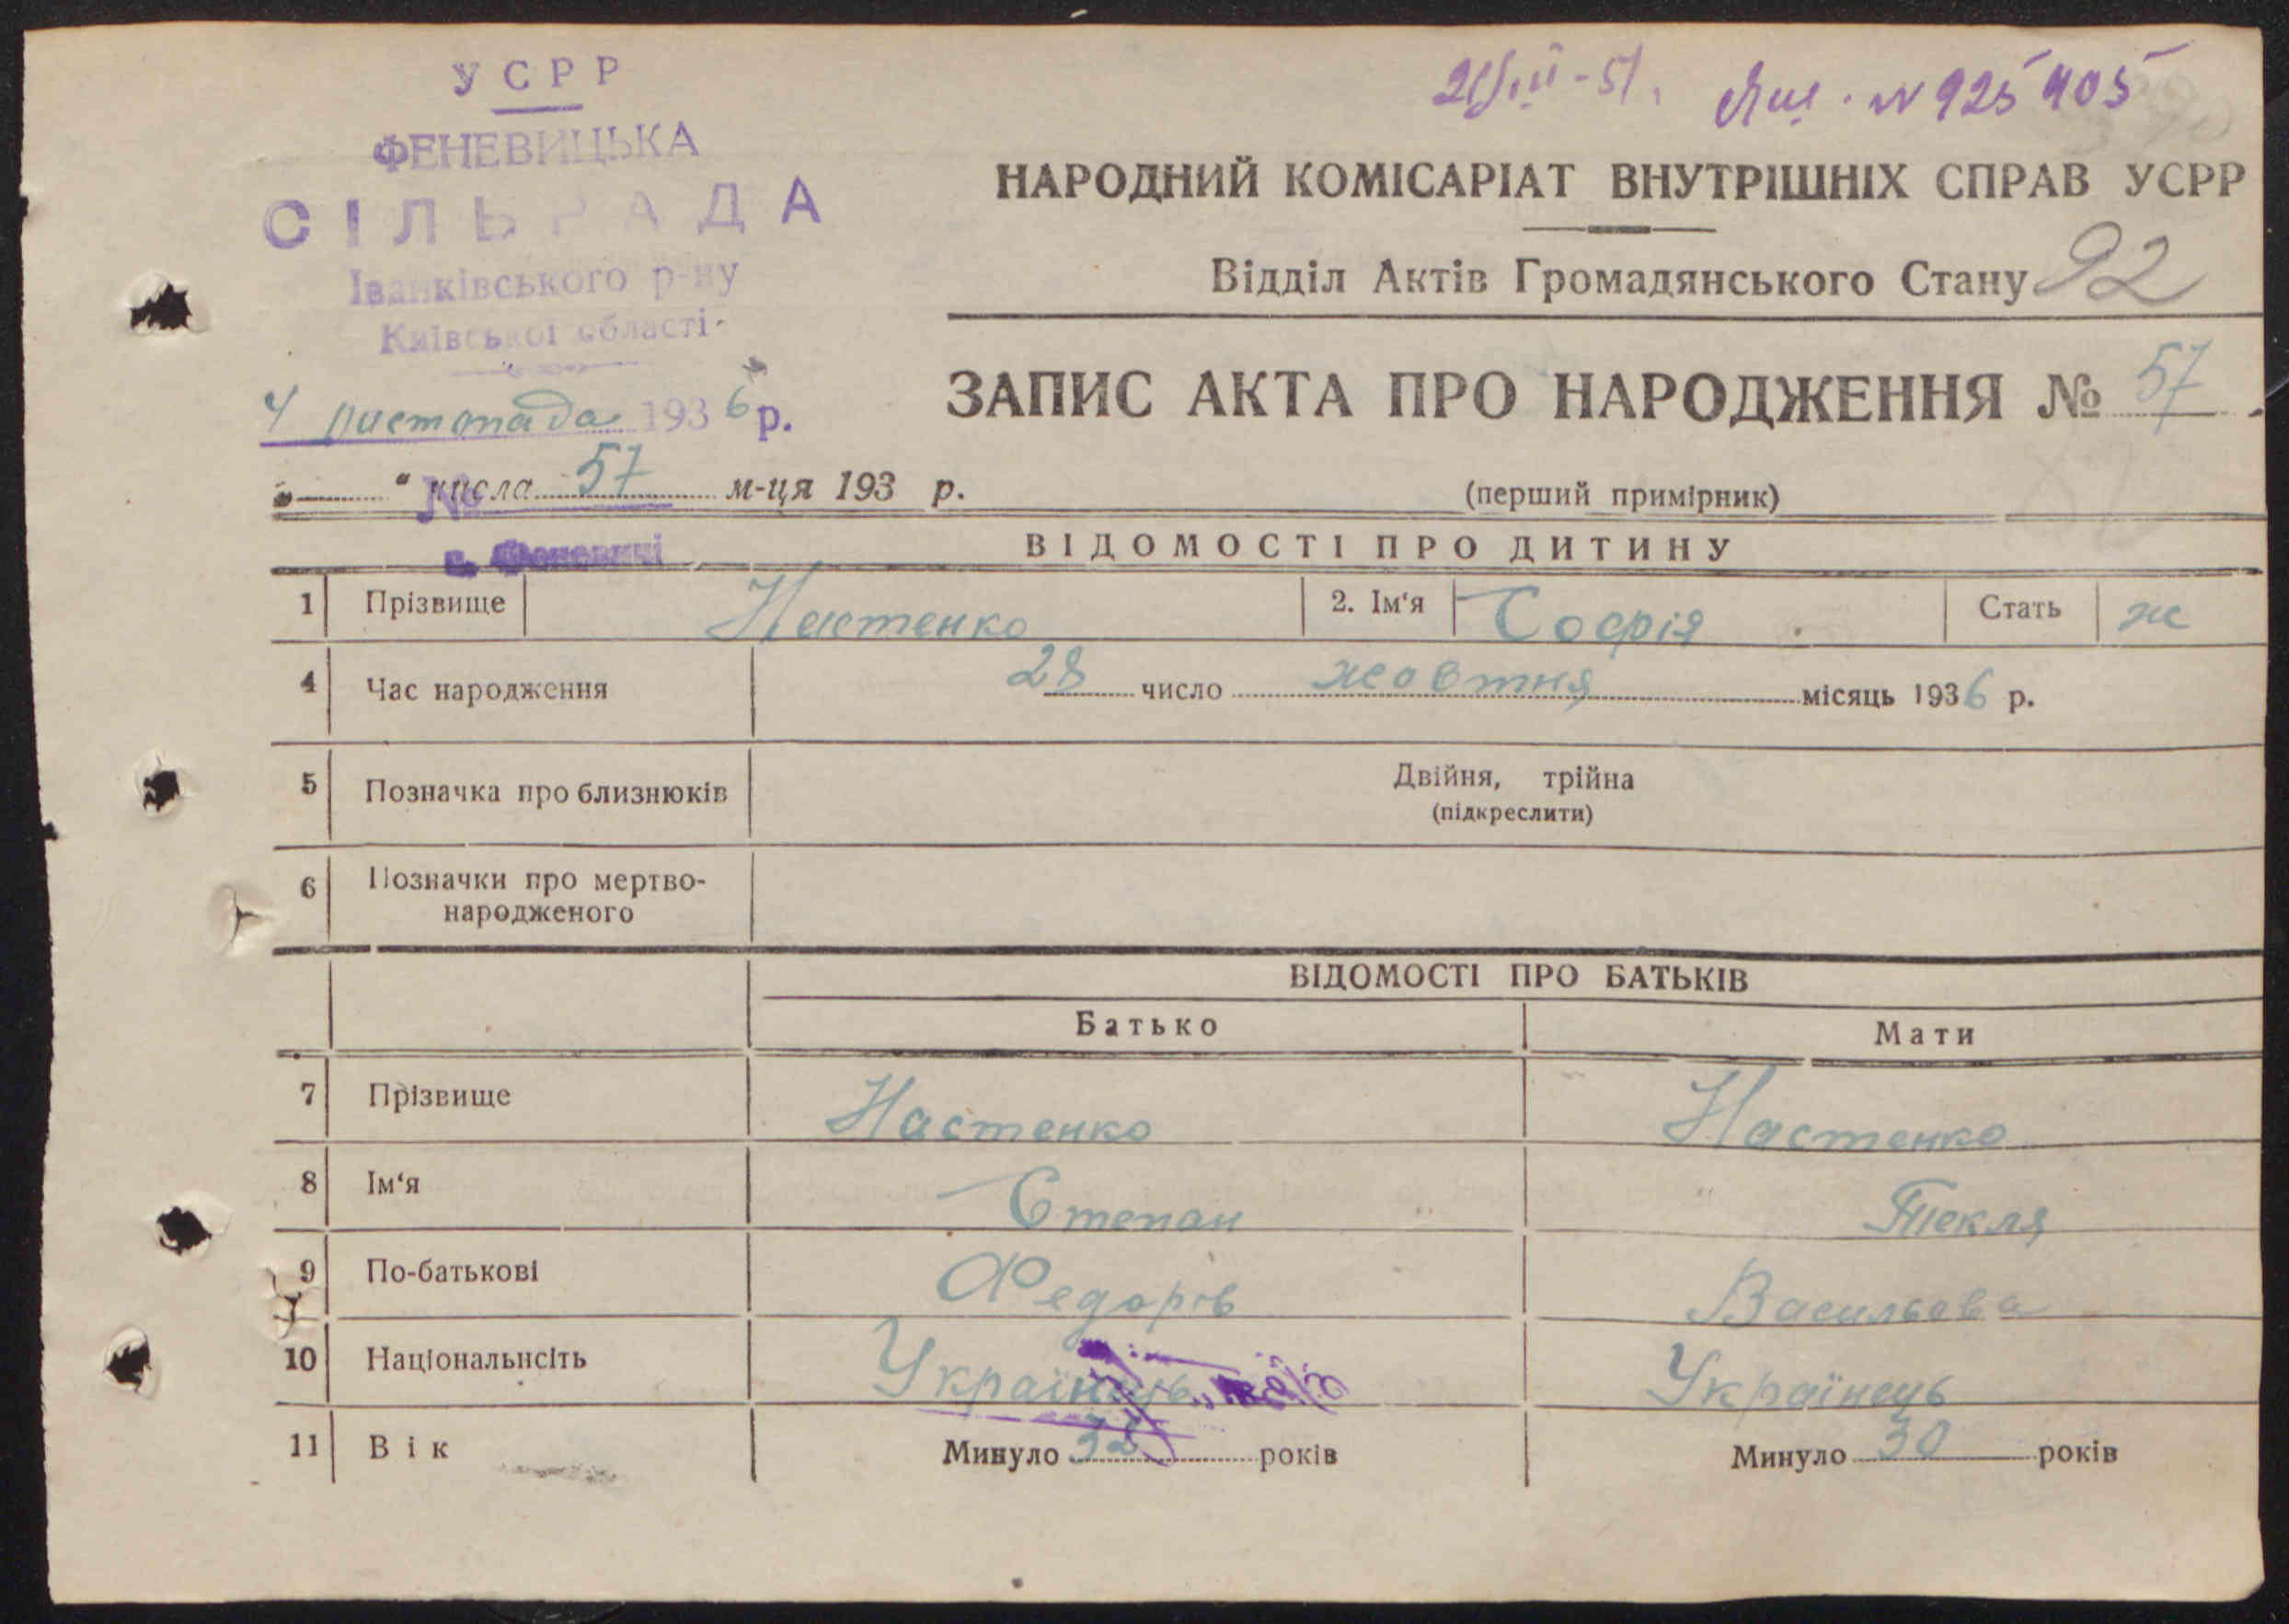 УСРР
ФЕНЕВИЦЬКА
СІЛЬРАДА
Іванківського р-ну
Київської області
4 листопада 1936 р.
№ 57
с. Феневичі
"числа м-ця 193 р.
N 925405
НАРОДНИЙ КОМІСАРІАТ ВНУТРІШНІХ СПРАВ УСРР
Відділ Актів Громадянського Стану 92
ЗАПИС АКТА ПРО НАРОДЖЕННЯ № 57.
(перший примірник)
ВІДОМОСТІ ПРО ДИТИНУ
1 Прізвище Настенко 2. Ім'я Софія Стать ж
4 Час народження 28 число жовтня місяць 1936 р.
5 Позначка про близнюків Двійня, трійна
(підкреслити)
6 Позначки про мертво-
народженого
ВІДОМОСТІ ПРО БАТЬКІВ
Батько Мати
7 Прізвище Настенко Настенко
8 Ім'я Степан Текля
9 По-батькові Федорів Васильова
10 Національнсіть Українець Українець
11 Вік Минуло 32 років Минуло 30 років